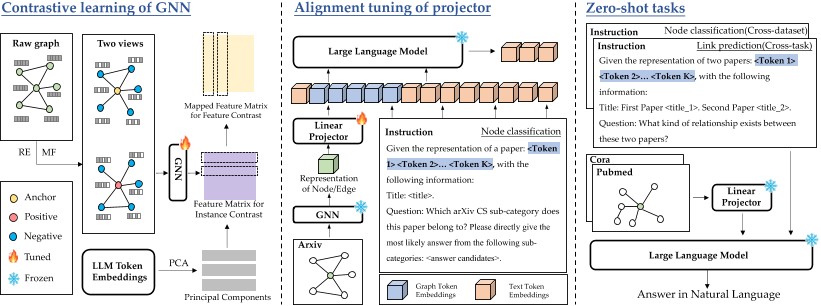 Contrastive learning of GNN
Raw graph
Two views
RE
MF
Anchor
Positive
Negative
Tuned
Frozen
GNN
Mapped Feature Matrix
for Feature Contrast
Feature Matrix for
Instance Contrast
LLM Token
Embeddings
PCA
Principal Components
Alignment tuning of projector
Large Language Model
Linear
Projector
Representation
of Node/Edge
GNN
Arxiv
Instruction
Node classification
Given the representation of a paper: <Token
1> <Token 2>… <Token K>, with the
following information:
Title: <title>.
Question: Which arXiv CS sub-category does
this paper belong to? Please directly give the
most likely answer from the following sub-
categories: <answer candidates>.
Graph Token
Embeddings
Text Token
Embeddings
Zero-shot tasks
Instruction
Node classification(Cross-dataset)
Instruction
Link prediction(Cross-task)
Given the representation of two papers: <Token 1>
<Token 2>… <Token K>, with the following
information:
Title: First Paper <title_1>. Second Paper <title_2>.
Question: What kind of relationship exists between
these two papers?
Cora
Pubmed
Linear
Projector
Large Language Model
Answer in Natural Language